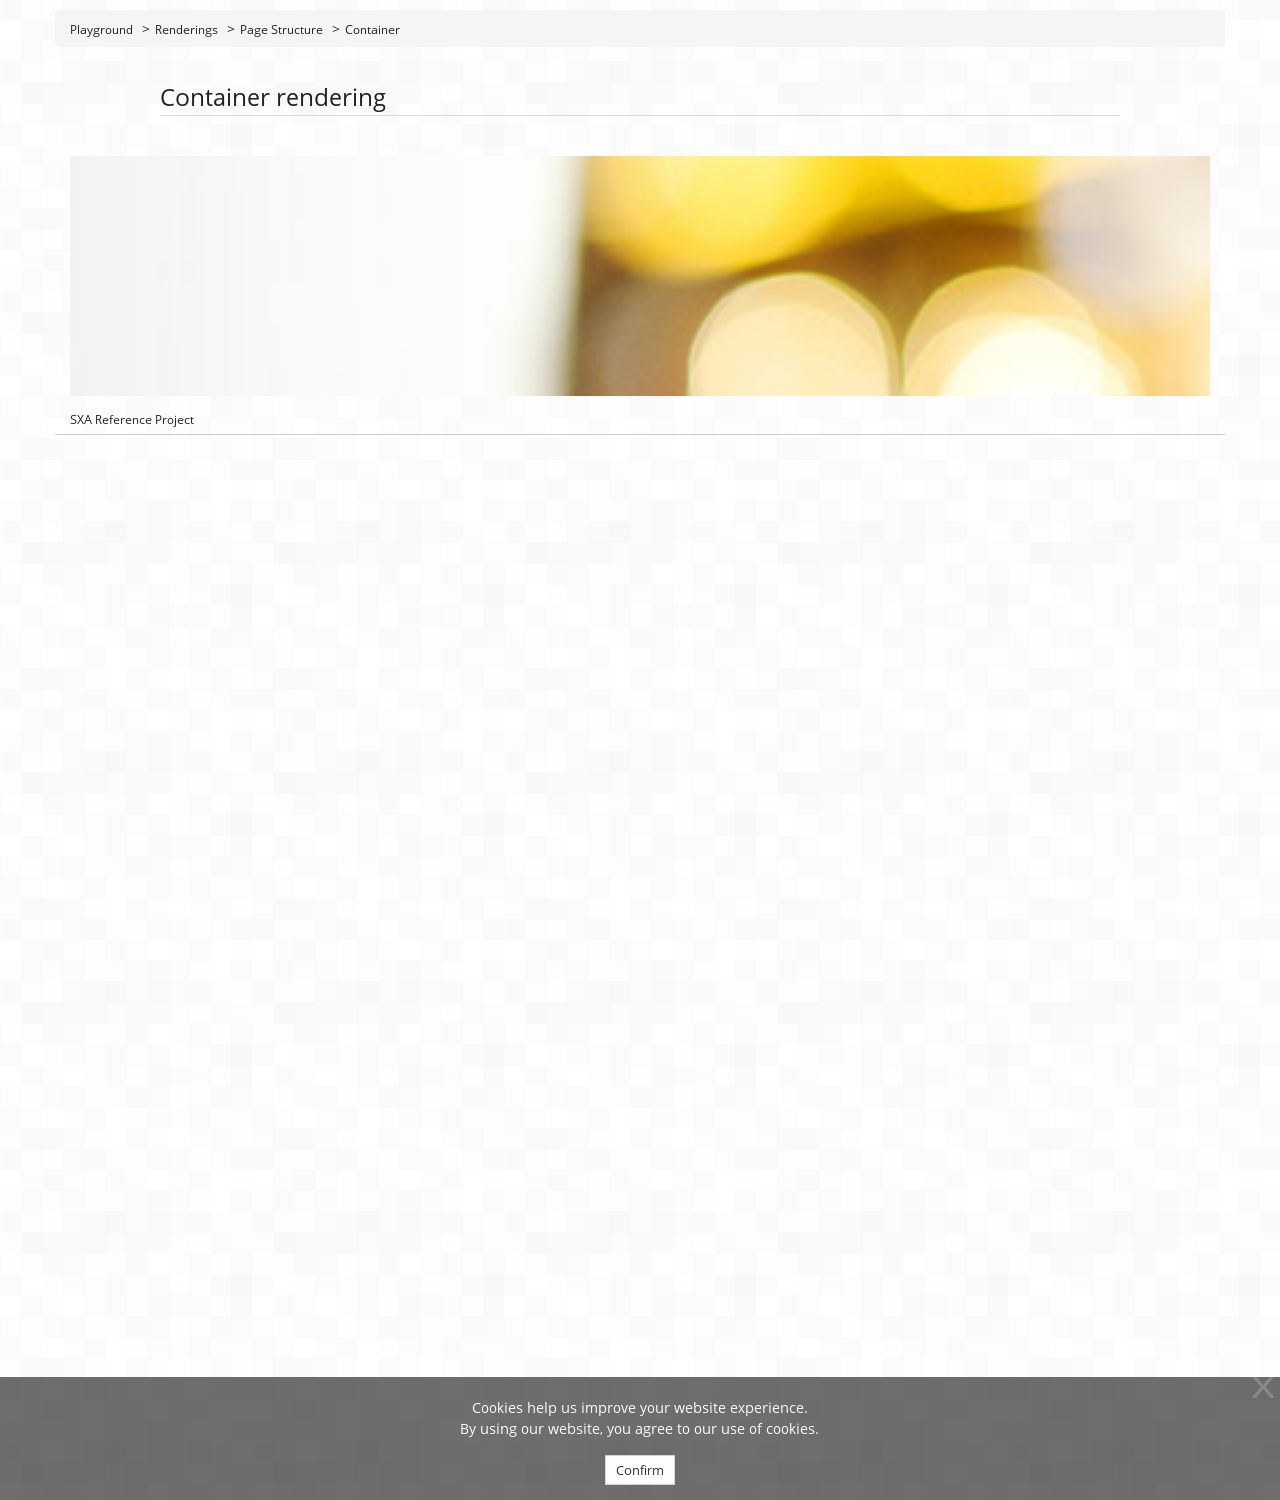 Playground > Renderings > Page Structure > Container
Container rendering
SXA Reference Project
X
Cookies help us improve your website experience.
By using our website, you agree to our use of cookies.
Confirm